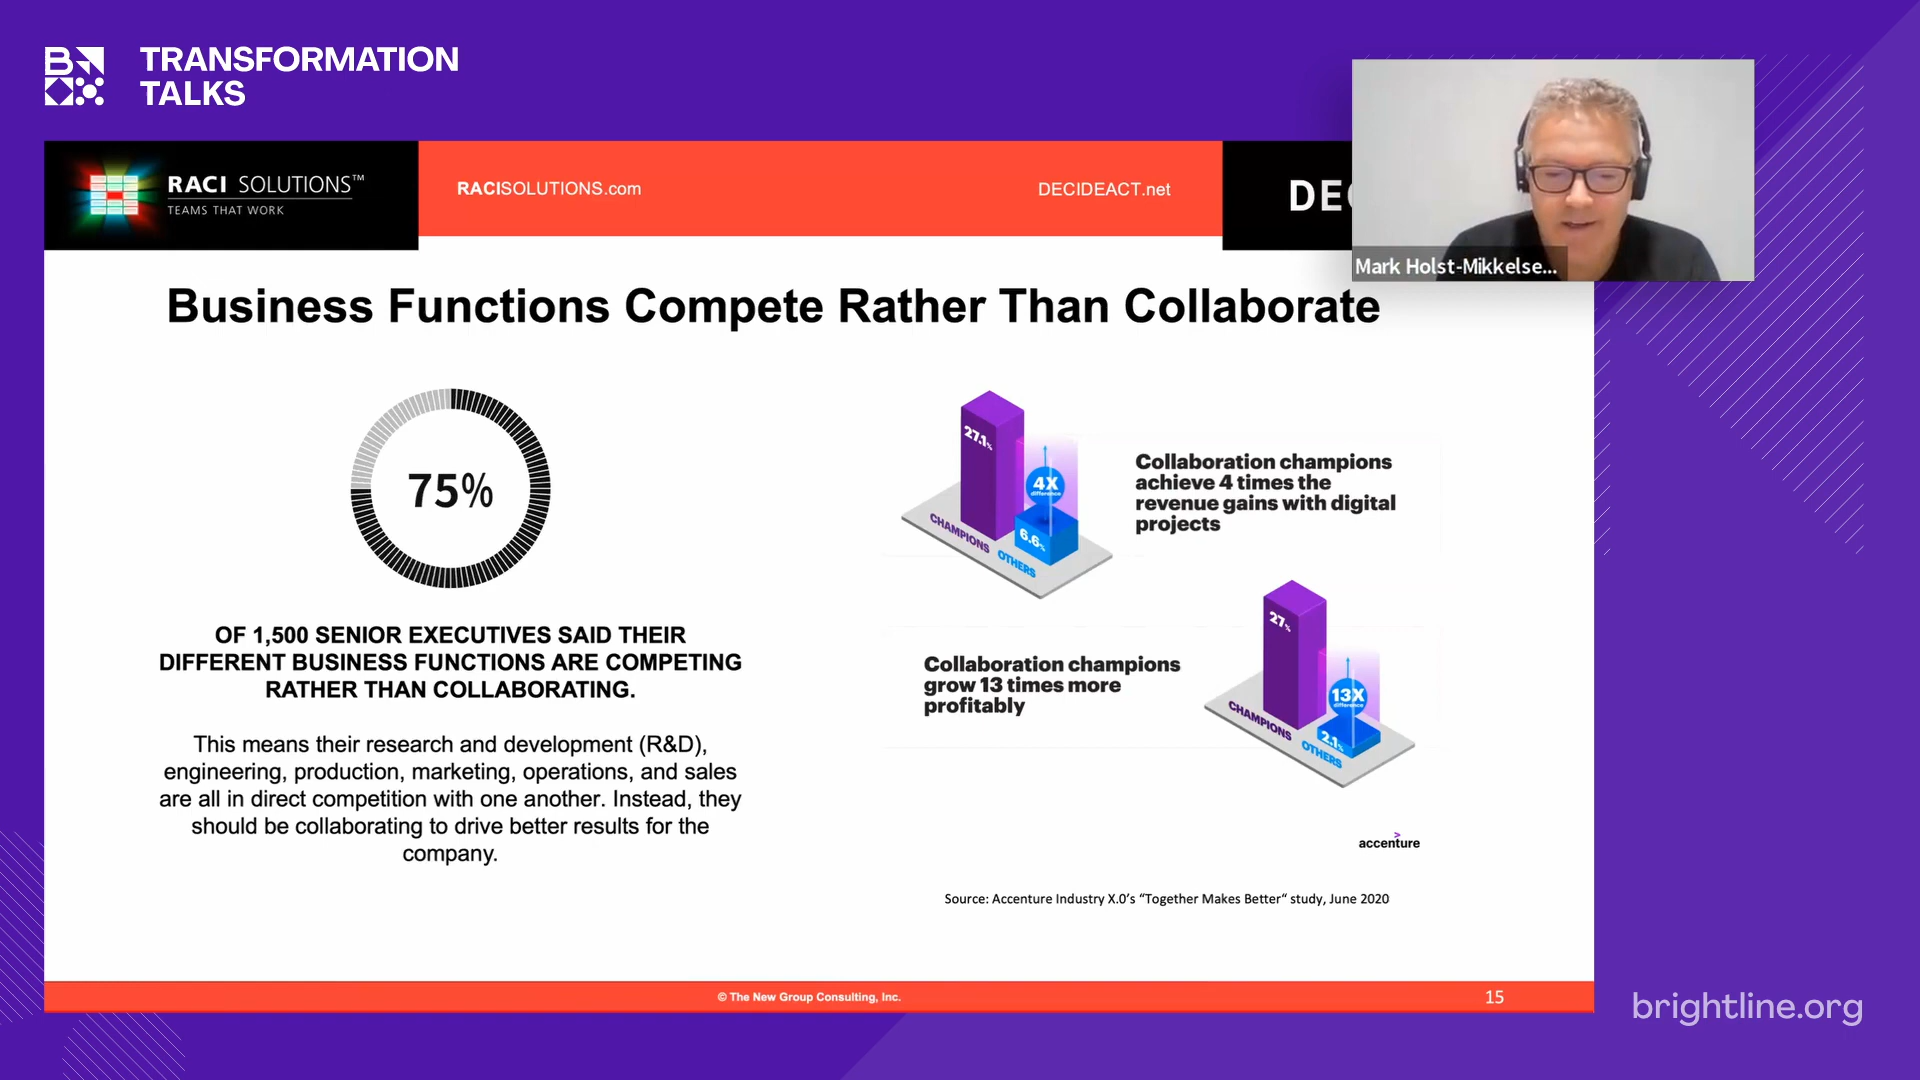 TRANSFORMATION
TALKS
RACI SOLUTIONS™
TEAMS THAT WORK
RACISOLUTIONS.com
DECIDEACT.net
Mark Holst-Mikkelse...
Business Functions Compete Rather Than Collaborate
75%
OF 1,500 SENIOR EXECUTIVES SAID THEIR
DIFFERENT BUSINESS FUNCTIONS ARE COMPETING
RATHER THAN COLLABORATING.
This means their research and development (R&D),
engineering, production, marketing, operations, and sales
are all in direct competition with one another. Instead, they
should be collaborating to drive better results for the
company.
27.1%
4X
difference
6.6%
CHAMPIONS
OTHERS
Collaboration champions
achieve 4 times the
revenue gains with digital
projects
Collaboration champions
grow 13 times more
profitably
27%
13X
difference
2.1%
CHAMPIONS
OTHERS
accenture
Source: Accenture Industry X.0's “Together Makes Better“ study, June 2020
© The New Group Consulting, Inc.
15
brightline.org